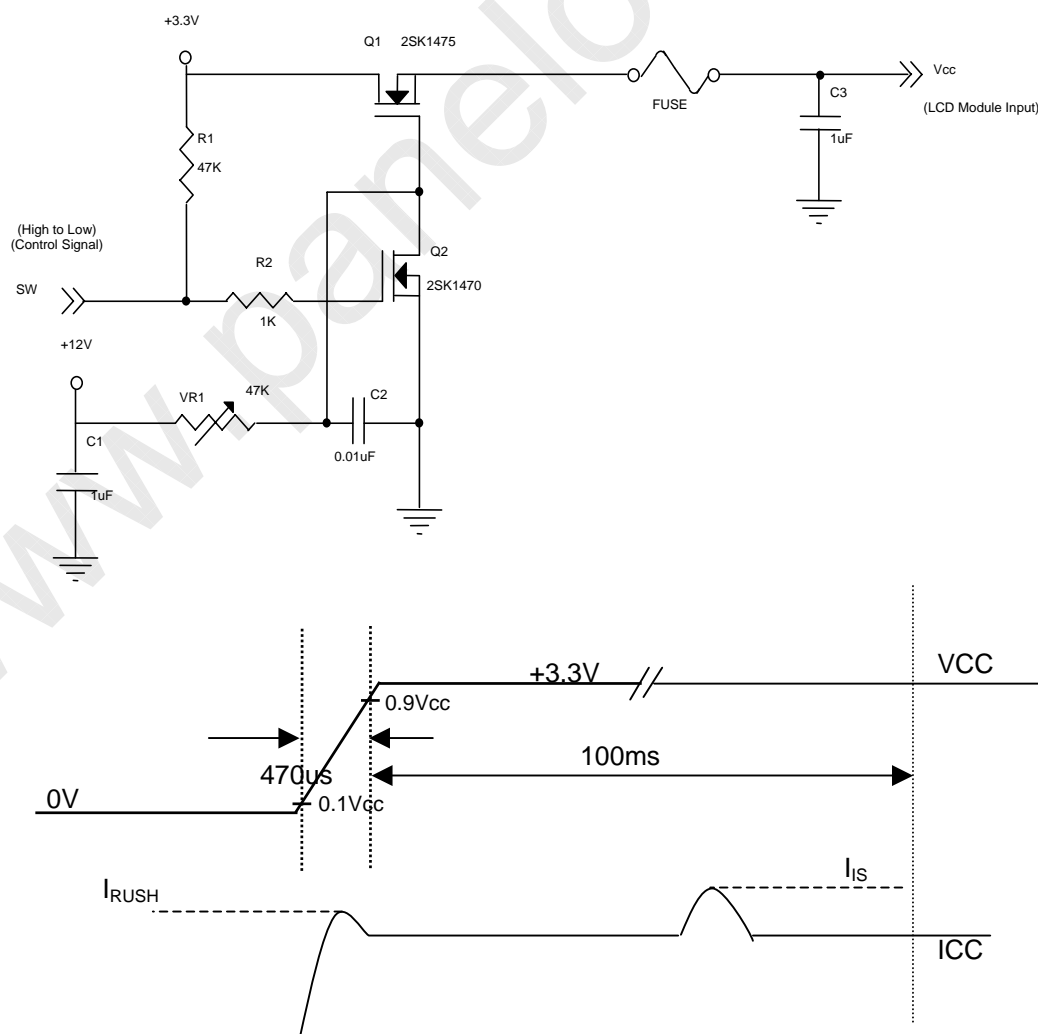 +3.3V
Q1 2SK1475
Vcc
FUSE
C3
(LCD Module Input)
R1
47K
1uF
(High to Low)
(Control Signal)
Q2
R2
2SK1470
SW
1K
+12V
VR1
47K
C2
C1
0.01uF
1uF
www.panelo
+3.3V
VCC
0.9Vcc
470us
100ms
0V
0.1Vcc
IRUSH
IIS
ICC